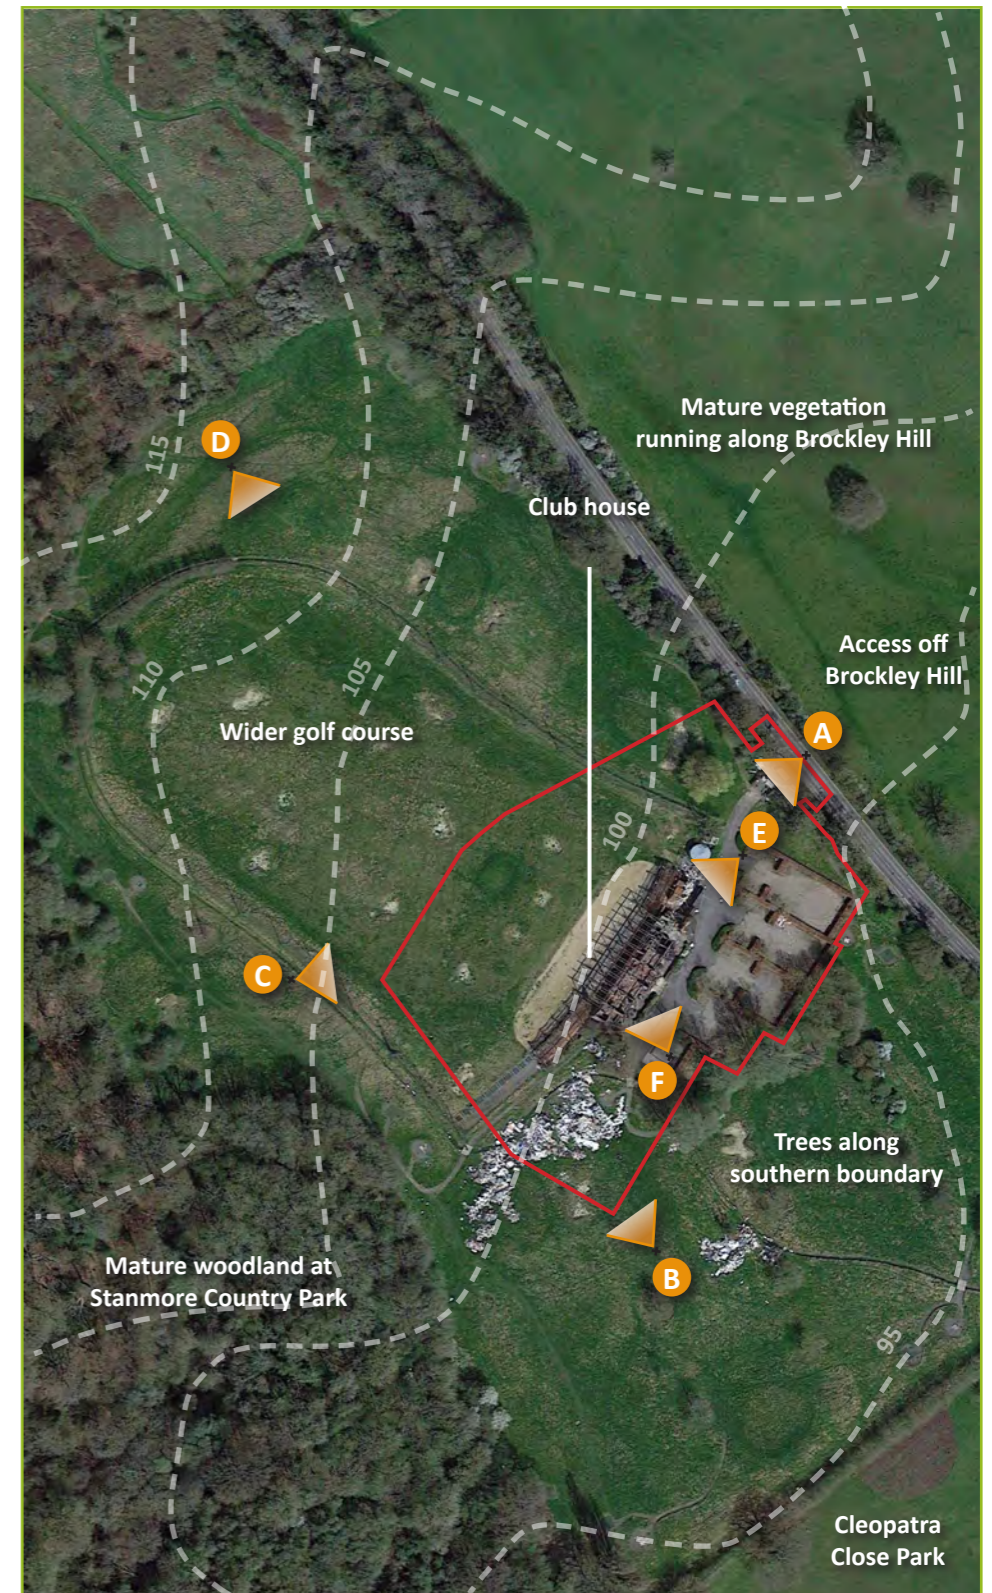 Mature vegetation
running along Brockley Hill
D
115
Club house
Access off
Brockley Hill
110
105
Wider golf course
A
100
E
C
F
Trees along
southern boundary
Mature woodland at
Stanmore Country Park
B
95
Cleopatra
Close Park